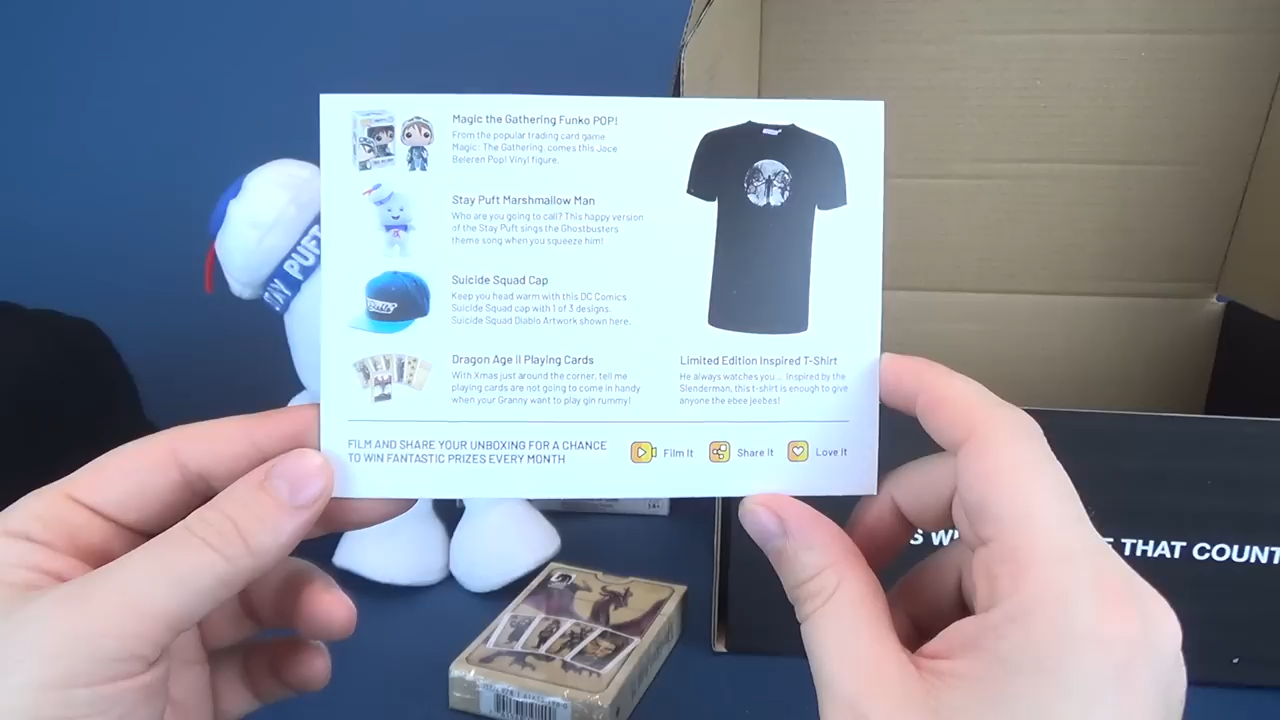 Magic the Gathering Funko POP!
From the popular trading card game
Magic: The Gathering, comes this Jace
Beleren Pop! Vinyl figure.
Stay Puft Marshmallow Man
Who are you going to call? This happy version
of the Stay Puft sings the Ghostbusters
theme song when you squeeze him!
Suicide Squad Cap
Keep you head warm with this DC Comics
Suicide Squad cap with 1 of 3 designs.
Suicide Squad Diablo Artwork shown here.
Dragon Age II Playing Cards
With Xmas just around the corner, tell me
playing cards are not going to come in handy
when your Granny want to play gin rummy!
Limited Edition Inspired T-Shirt
He always watches you... Inspired by the
Slenderman, this t-shirt is enough to give
anyone the ebee jeebes!
FILM AND SHARE YOUR UNBOXING FOR A CHANCE
TO WIN FANTASTIC PRIZES EVERY MONTH
Film It
Share It
Love It
STAY PUFT
14+
THAT COUNT